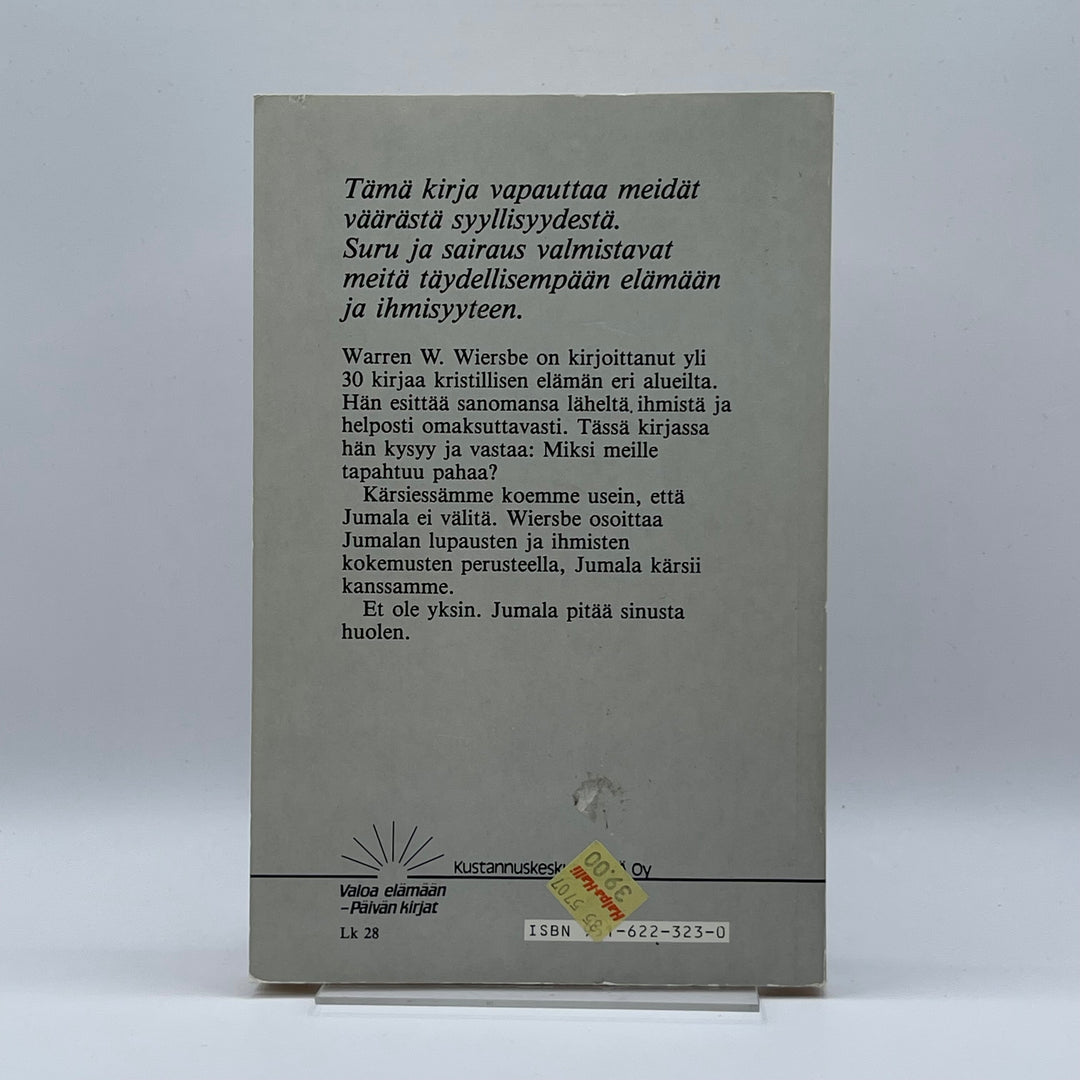 Tämä kirja vapauttaa meidät
väärästä syyllisyydestä.
Suru ja sairaus valmistavat
meitä täydellisempään elämään
ja ihmisyyteen.
Warren W. Wiersbe on kirjoittanut yli
30 kirjaa kristillisen elämän eri alueilta.
Hän esittää sanomansa läheltä ihmistä ja
helposti omaksuttavasti. Tässä kirjassa
hän kysyy ja vastaa: Miksi meille
tapahtuu pahaa?
Kärsiessämme koemme usein, että
Jumala ei välitä. Wiersbe osoittaa
Jumalan lupausten ja ihmisten
kokemusten perusteella, Jumala kärsii
kanssamme.
Et ole yksin. Jumala pitää sinusta
huolen.
Oy
39.00
Halpa-Halli
35 5707
Valoa elämään
–Päivän kirjat
Lk 28
ISBN -622-323-0